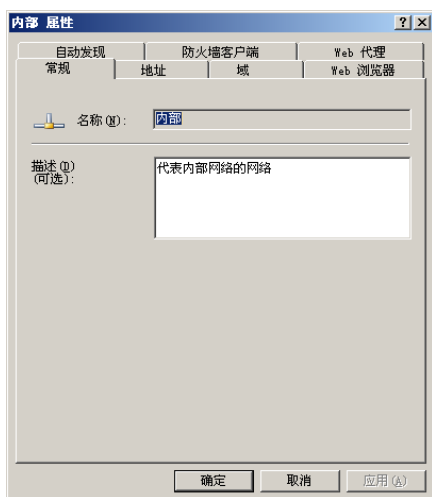 内部 属性
自动发现 防火墙客户端 Web 代理
常规 地址 域 Web 浏览器
名称(N): 内部
描述(D) 代表内部网络的网络
(可选):
确定 取消 应用(A)